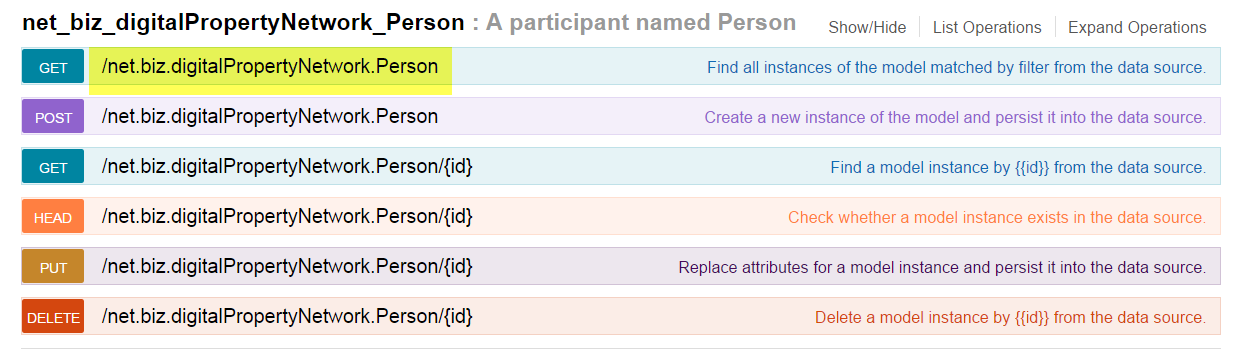 net_biz_digitalPropertyNetwork_Person : A participant named Person Show/Hide List Operations Expand Operations
GET /net.biz.digitalPropertyNetwork.Person Find all instances of the model matched by filter from the data source.
POST /net.biz.digitalPropertyNetwork.Person Create a new instance of the model and persist it into the data source.
GET /net.biz.digitalPropertyNetwork.Person/{id} Find a model instance by {{id}} from the data source.
HEAD /net.biz.digitalPropertyNetwork.Person/{id} Check whether a model instance exists in the data source.
PUT /net.biz.digitalPropertyNetwork.Person/{id} Replace attributes for a model instance and persist it into the data source.
DELETE /net.biz.digitalPropertyNetwork.Person/{id} Delete a model instance by {{id}} from the data source.